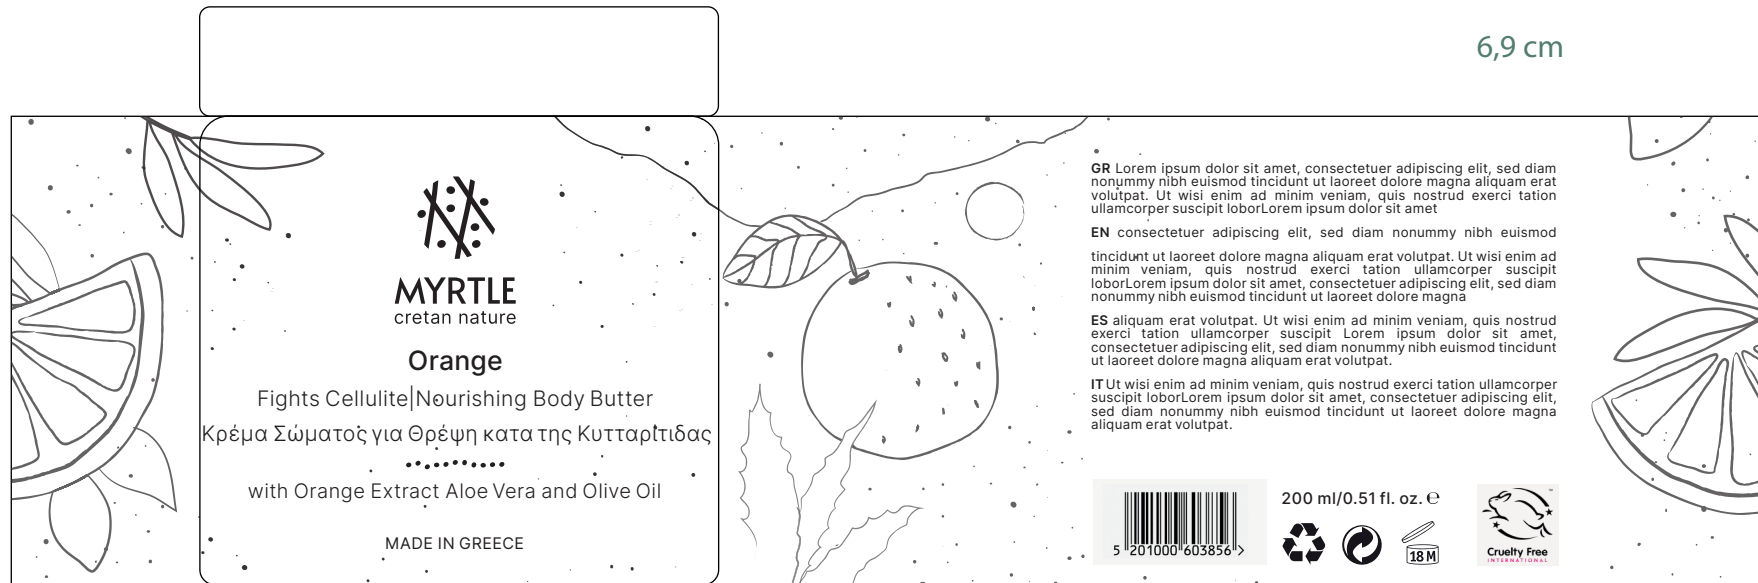 6,9 cm
MYRTLE
cretan nature
Orange
Fights Cellulite|Nourishing Body Butter
Κρέμα Σώματος για Θρέψη κατα της Κυτταρίτιδας
with Orange Extract Aloe Vera and Olive Oil
MADE IN GREECE
GR Lorem ipsum dolor sit amet, consectetuer adipiscing elit, sed diam
nonummy nibh euismod tincidunt ut laoreet dolore magna aliquam erat
volutpat. Ut wisi enim ad minim veniam, quis nostrud exerci tation
ullamcorper suscipit loborLorem ipsum dolor sit amet
EN consectetuer adipiscing elit, sed diam nonummy nibh euismod
tincidunt ut laoreet dolore magna aliquam erat volutpat. Ut wisi enim ad
minim veniam, quis nostrud exerci tation ullamcorper suscipit
loborLorem ipsum dolor sit amet, consectetuer adipiscing elit, sed diam
nonummy nibh euismod tincidunt ut laoreet dolore magna
ES aliquam erat volutpat. Ut wisi enim ad minim veniam, quis nostrud
exerci tation ullamcorper suscipit Lorem ipsum dolor sit amet,
consectetuer adipiscing elit, sed diam nonummy nibh euismod tincidunt
ut laoreet dolore magna aliquam erat volutpat.
IT Ut wisi enim ad minim veniam, quis nostrud exerci tation ullamcorper
suscipit loborLorem ipsum dolor sit amet, consectetuer adipiscing elit,
sed diam nonummy nibh euismod tincidunt ut laoreet dolore magna
aliquam erat volutpat.
5 201000 603856 >
200 ml/0.51 fl. oz. ℮
18 M
Cruelty Free
INTERNATIONAL